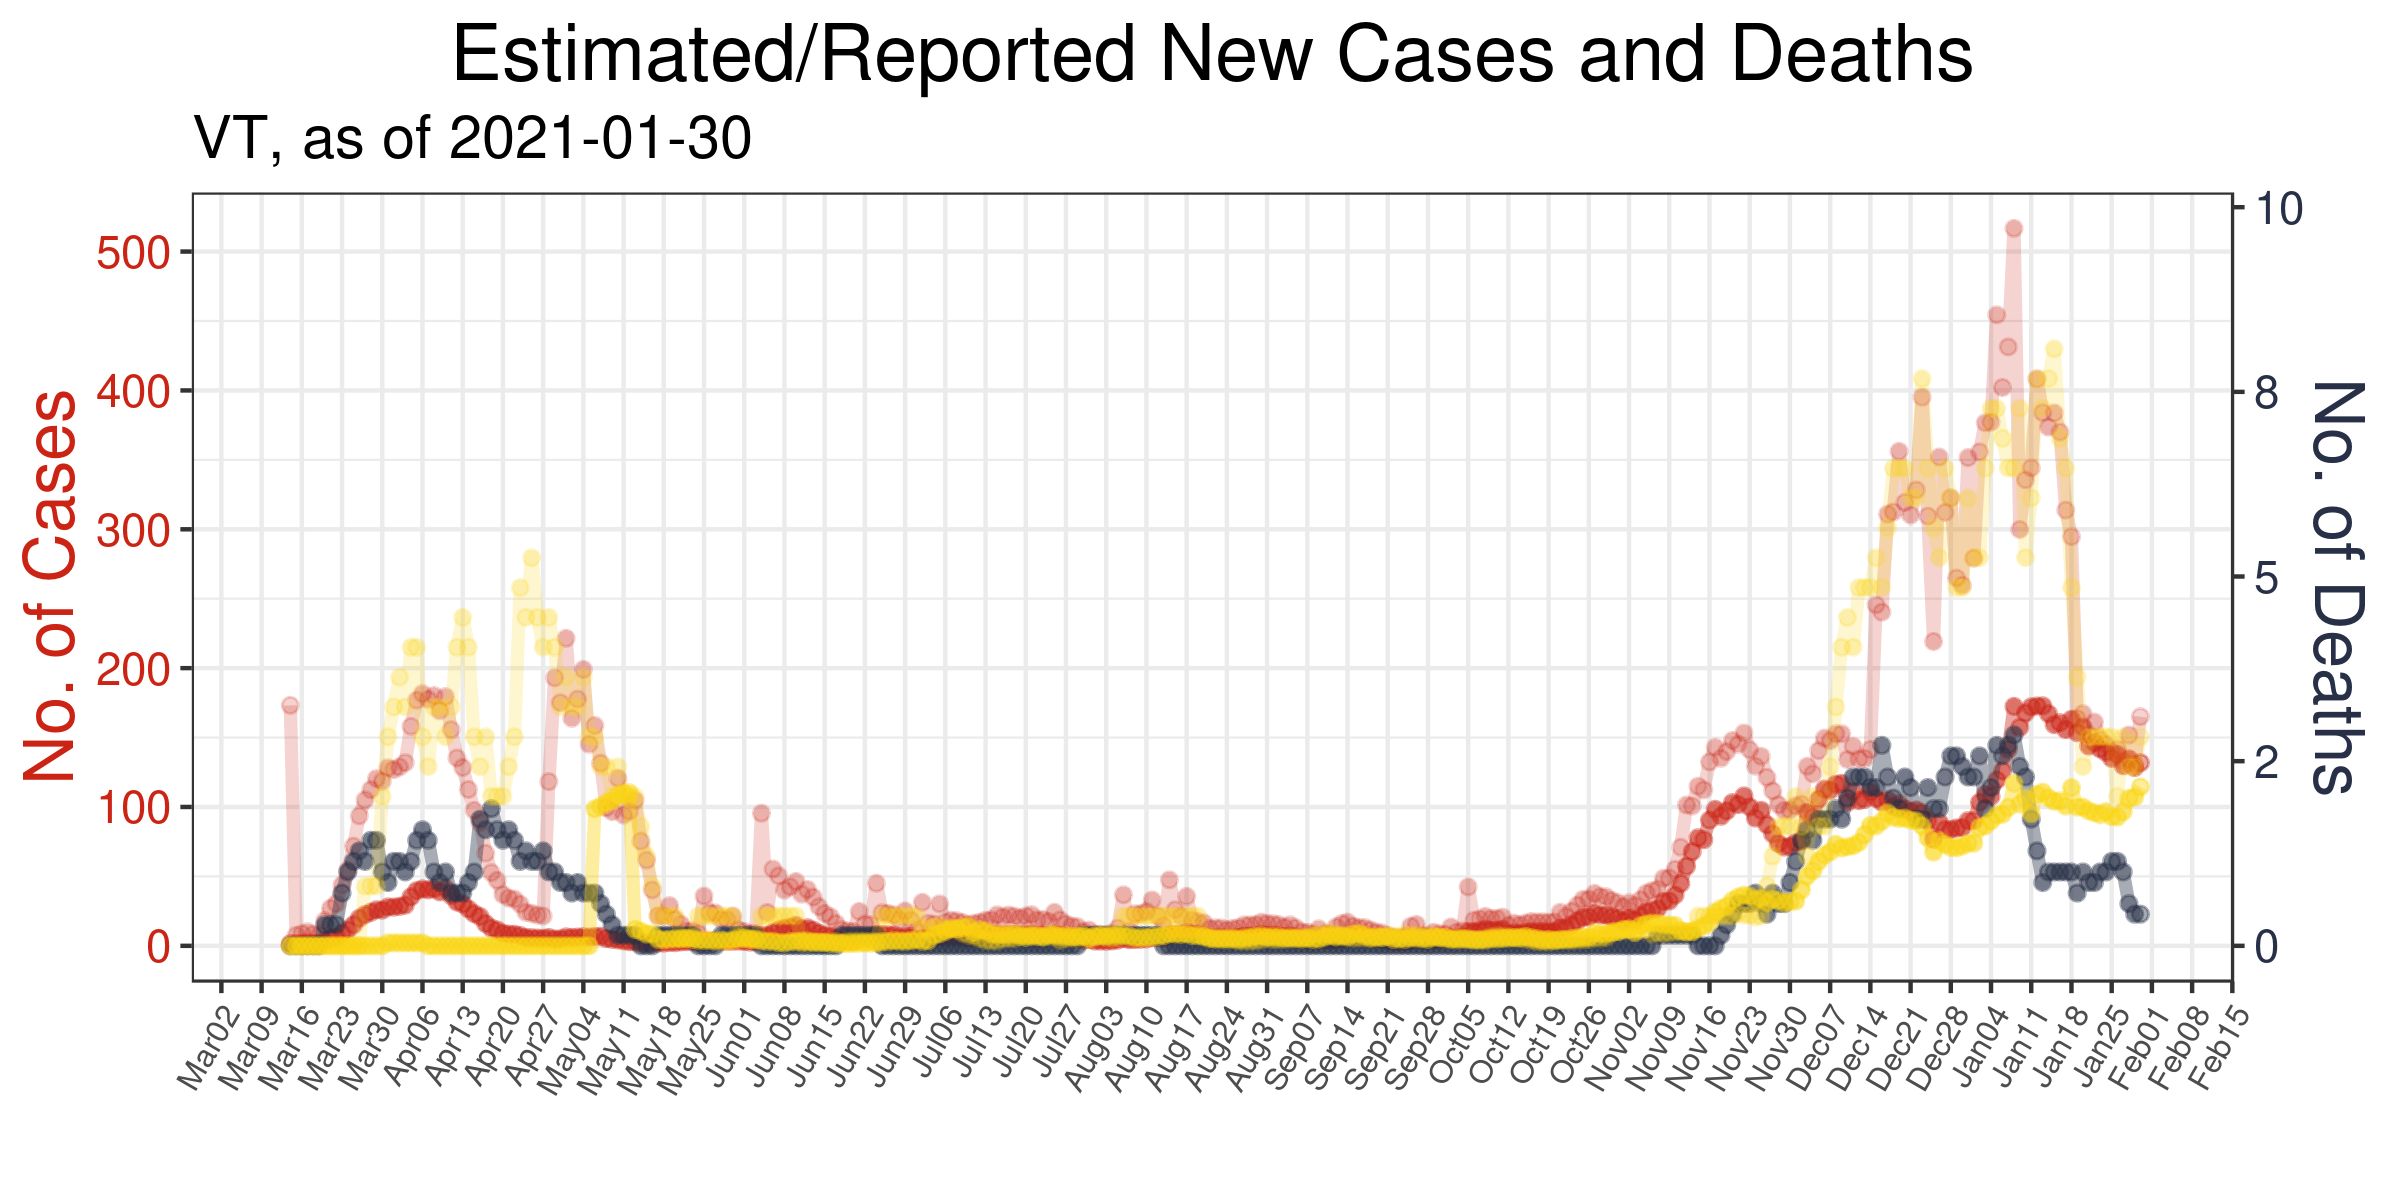 Estimated/Reported New Cases and Deaths
VT, as of 2021-01-30
No. of Cases
500
400
300
200
100
0
10
8
5
2
0
No. of Deaths
Mar02
Mar09
Mar16
Mar23
Mar30
Apr06
Apr13
Apr20
Apr27
May04
May11
May18
May25
Jun01
Jun08
Jun15
Jun22
Jun29
Jul06
Jul13
Jul20
Jul27
Aug03
Aug10
Aug17
Aug24
Aug31
Sep07
Sep14
Sep21
Sep28
Oct05
Oct12
Oct19
Oct26
Nov02
Nov09
Nov16
Nov23
Nov30
Dec07
Dec14
Dec21
Dec28
Jan04
Jan11
Jan18
Jan25
Feb01
Feb08
Feb15